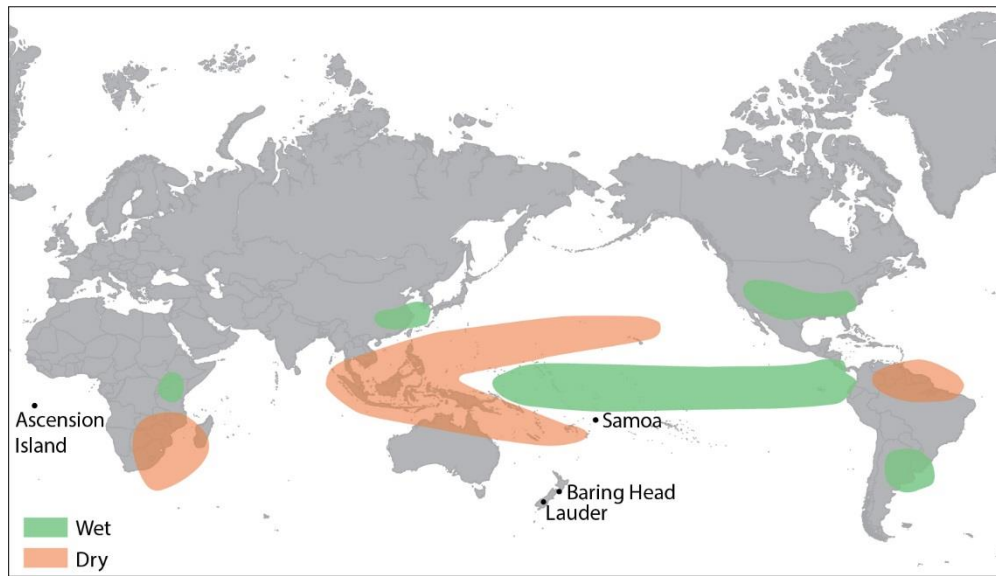 Ascension
Island
Samoa
Baring Head
Lauder
Wet
Dry